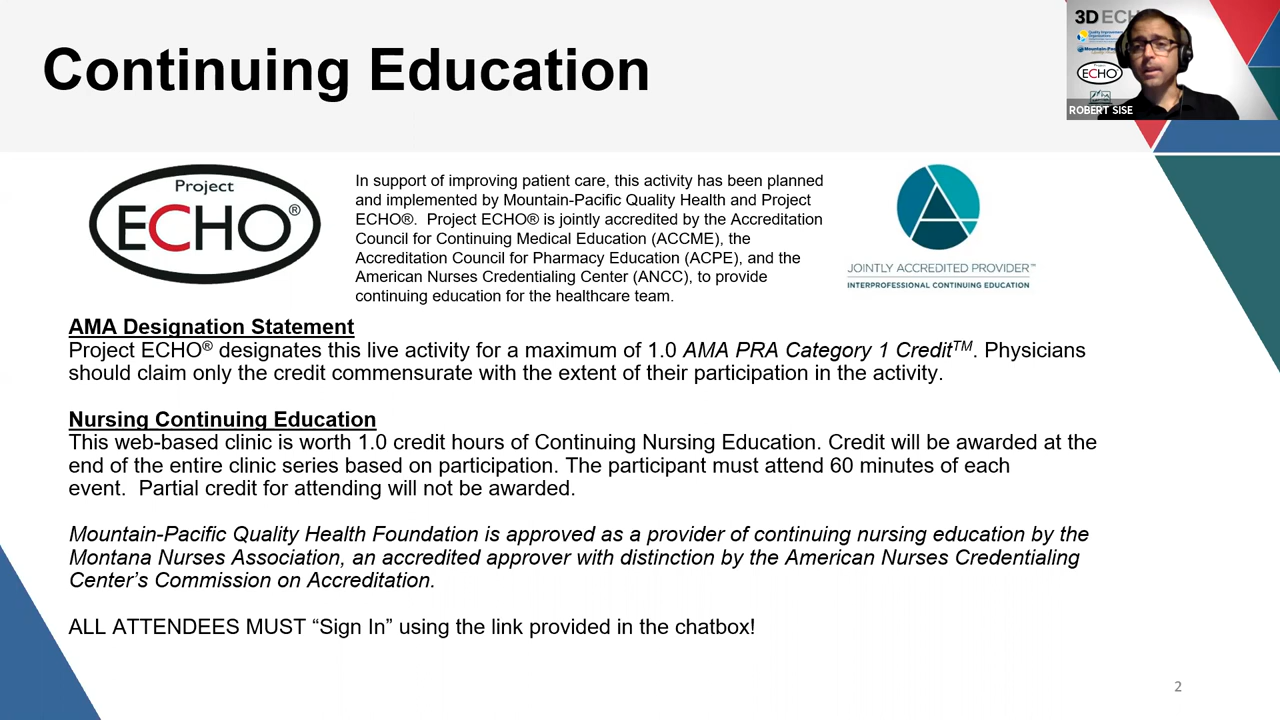 Continuing Education
3D ECH
Project
ECHO
ROBERT SISE
Project
ECHO®
In support of improving patient care, this activity has been planned
and implemented by Mountain-Pacific Quality Health and Project
ECHO®.  Project ECHO® is jointly accredited by the Accreditation
Council for Continuing Medical Education (ACCME), the
Accreditation Council for Pharmacy Education (ACPE), and the
American Nurses Credentialing Center (ANCC), to provide
continuing education for the healthcare team.
JOINTLY ACCREDITED PROVIDER™
INTERPROFESSIONAL CONTINUING EDUCATION
AMA Designation Statement
Project ECHO® designates this live activity for a maximum of 1.0 AMA PRA Category 1 Credit™. Physicians
should claim only the credit commensurate with the extent of their participation in the activity.
Nursing Continuing Education
This web-based clinic is worth 1.0 credit hours of Continuing Nursing Education. Credit will be awarded at the
end of the entire clinic series based on participation. The participant must attend 60 minutes of each
event.  Partial credit for attending will not be awarded.
Mountain-Pacific Quality Health Foundation is approved as a provider of continuing nursing education by the
Montana Nurses Association, an accredited approver with distinction by the American Nurses Credentialing
Center’s Commission on Accreditation.
ALL ATTENDEES MUST “Sign In” using the link provided in the chatbox!
2